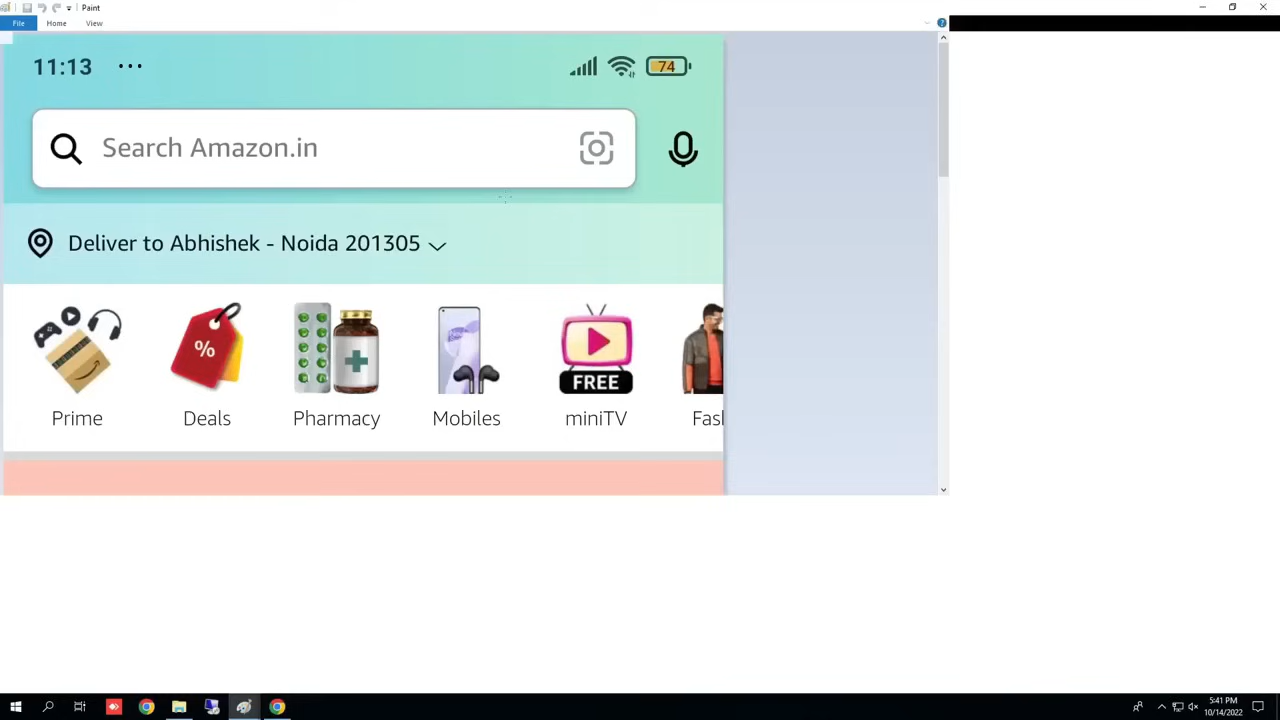 Paint
File Home View
11:13 ... 74
Search Amazon.in
Deliver to Abhishek - Noida 201305
%
FREE
Prime Deals Pharmacy Mobiles miniTV Fash
5:41 PM
10/14/2022